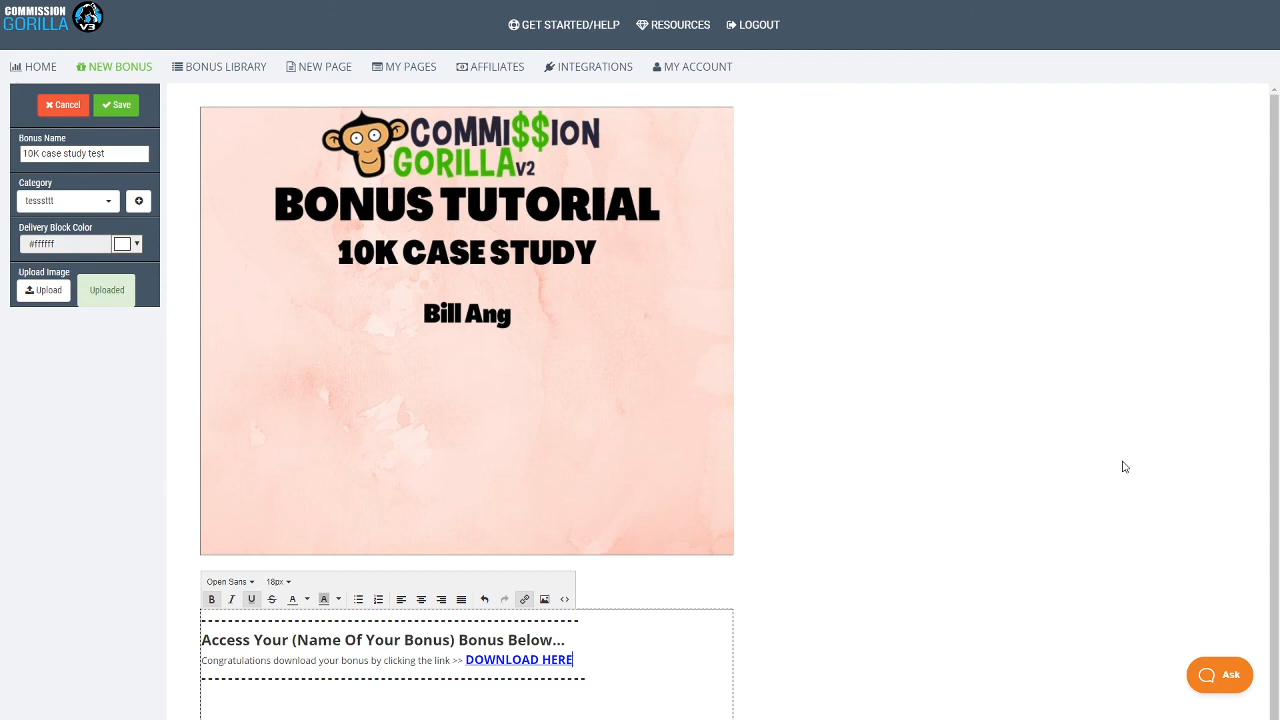 COMMISSION
GORILLA V3
GET STARTED/HELP RESOURCES LOGOUT
HOME NEW BONUS BONUS LIBRARY NEW PAGE MY PAGES AFFILIATES INTEGRATIONS MY ACCOUNT
Cancel Save
Bonus Name
10K case study test
Category
tesssttt
Delivery Block Color
#ffffff
Upload Image
Upload Uploaded
COMMI$$ION
GORILLA V2
BONUS TUTORIAL
10K CASE STUDY
Bill Ang
Open Sans 18px
B I U S A A
Access Your (Name Of Your Bonus) Bonus Below...
Congratulations download your bonus by clicking the link >> DOWNLOAD HERE
Ask